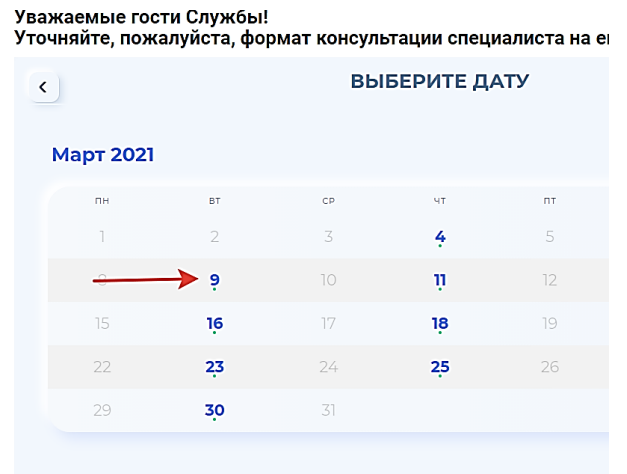 Уважаемые гости Службы!
Уточняйте, пожалуйста, формат консультации специалиста на
ВЫБЕРИТЕ ДАТУ
Март 2021
ПН ВТ СР ЧТ ПТ
1 2 3 4 5
9 10 11 12
15 16 17 18 19
22 23 24 25 26
29 30 31